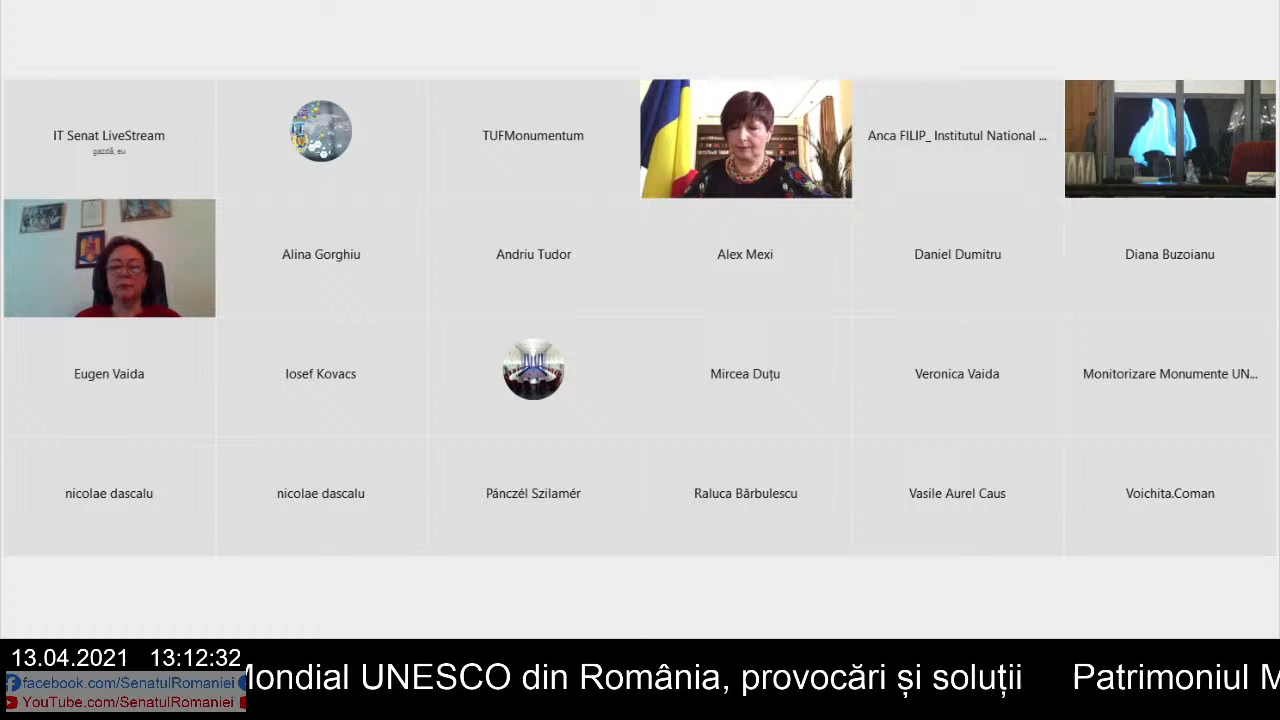 IT Senat LiveStream
gazdă, eu
TUFMonumentum
Anca FILIP_ Institutul National ...
Alina Gorghiu
Andriu Tudor
Alex Mexi
Daniel Dumitru
Diana Buzoianu
Eugen Vaida
Iosef Kovacs
Mircea Duțu
Veronica Vaida
Monitorizare Monumente UN...
nicolae dascalu
nicolae dascalu
Pánczél Szilamér
Raluca Bărbulescu
Vasile Aurel Caus
Voichita.Coman
13.04.2021 13:12:32
facebook.com/SenatulRomaniei
YouTube.com/SenatulRomaniei
Mondial UNESCO din România, provocări și soluții Patrimoniul M